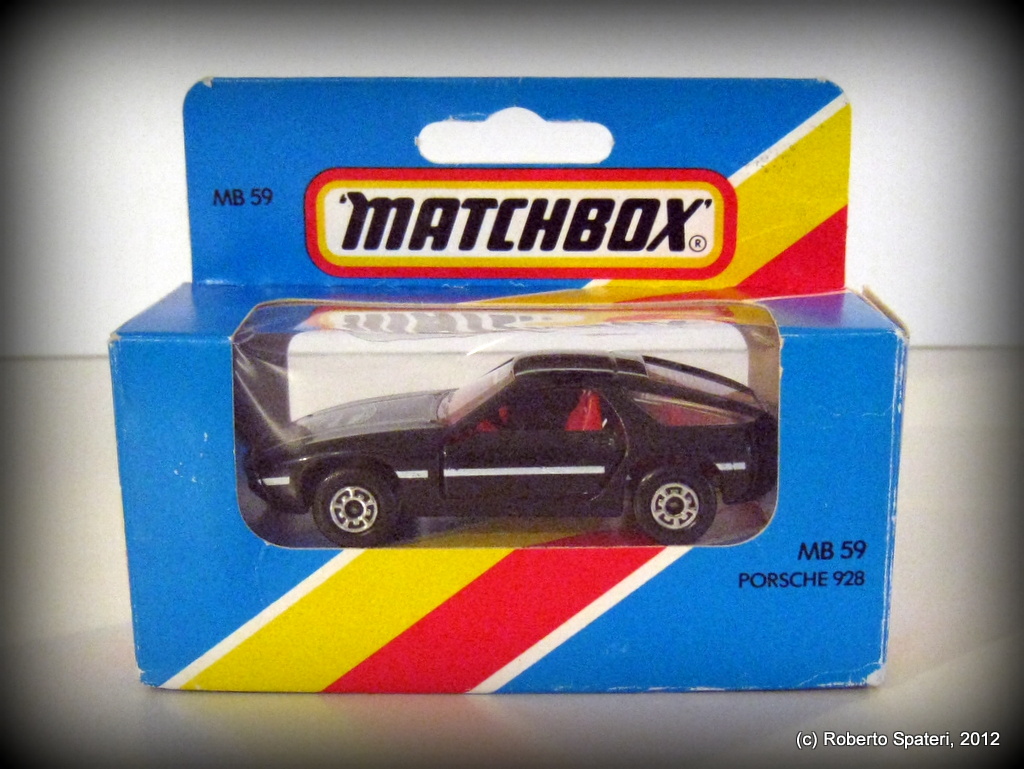 MB 59
'MATCHBOX'®
MB 59
PORSCHE 928
(c) Roberto Spateri, 2012